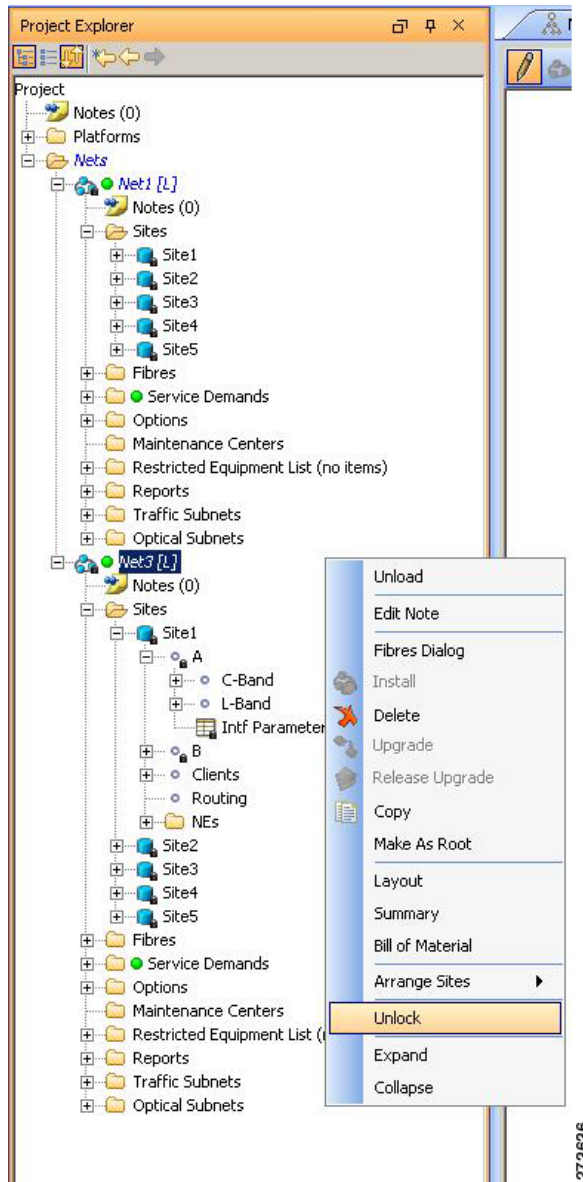 Project Explorer
Project
Notes (0)
Platforms
Nets
Net1 [L]
Notes (0)
Sites
Site1
Site2
Site3
Site4
Site5
Fibres
Service Demands
Options
Maintenance Centers
Restricted Equipment List (no items)
Reports
Traffic Subnets
Optical Subnets
Net3 [L]
Notes (0)
Sites
Site1
A
C-Band
L-Band
Intf Parameter
B
Clients
Routing
NEs
Site2
Site3
Site4
Site5
Fibres
Service Demands
Options
Maintenance Centers
Restricted Equipment List (
Reports
Traffic Subnets
Optical Subnets
Unload
Edit Note
Fibres Dialog
Install
Delete
Upgrade
Release Upgrade
Copy
Make As Root
Layout
Summary
Bill of Material
Arrange Sites
Unlock
Expand
Collapse